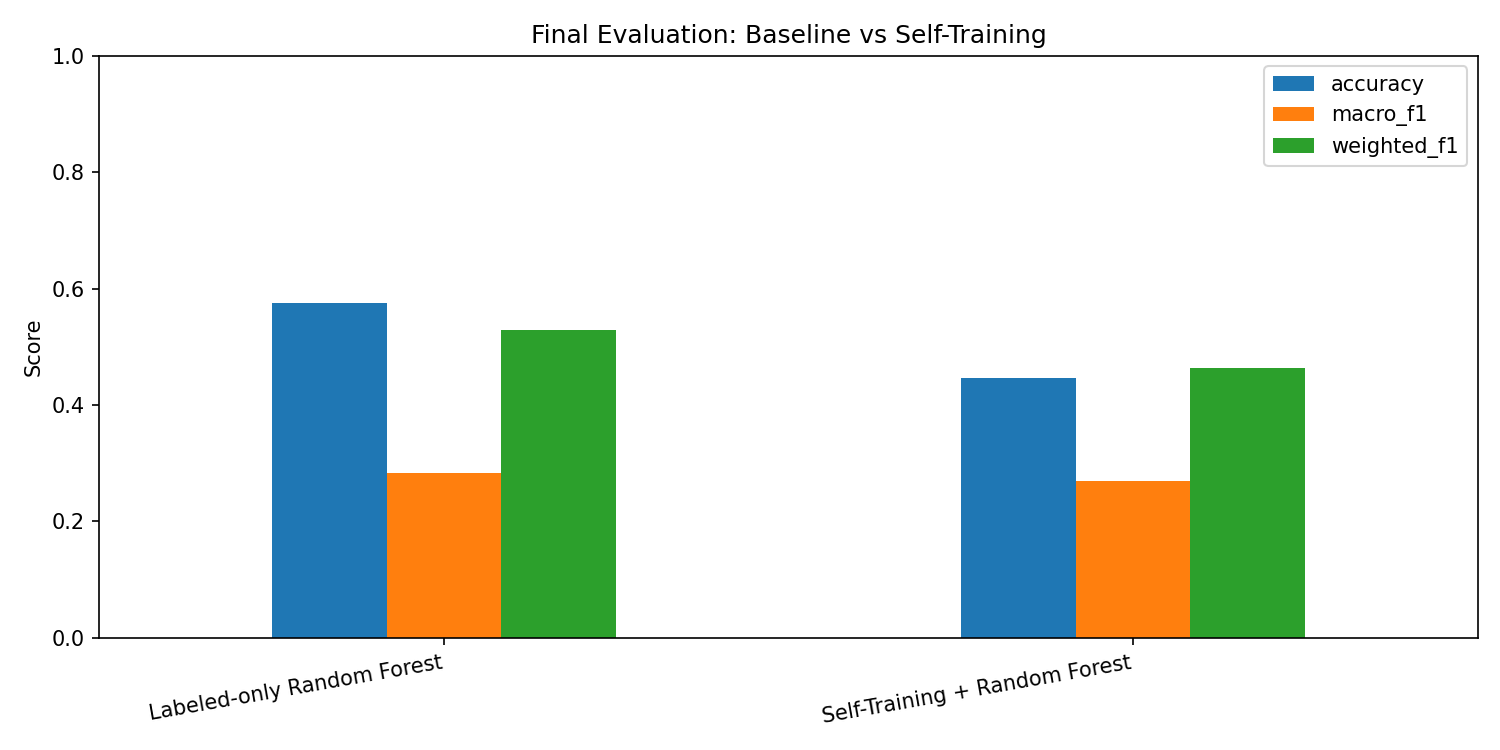 Final Evaluation: Baseline vs Self-Training
1.0
0.8
0.6
0.4
0.2
0.0
Score
accuracy
macro_f1
weighted_f1
Labeled-only Random Forest
Self-Training + Random Forest